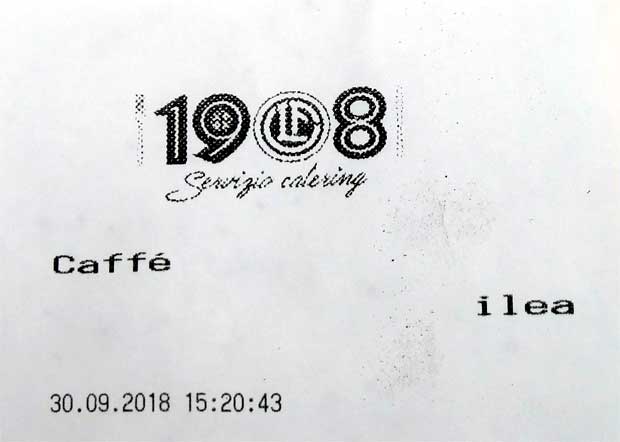 1908
Servizio catering
Caffé
ilea
30.09.2018 15:20:43